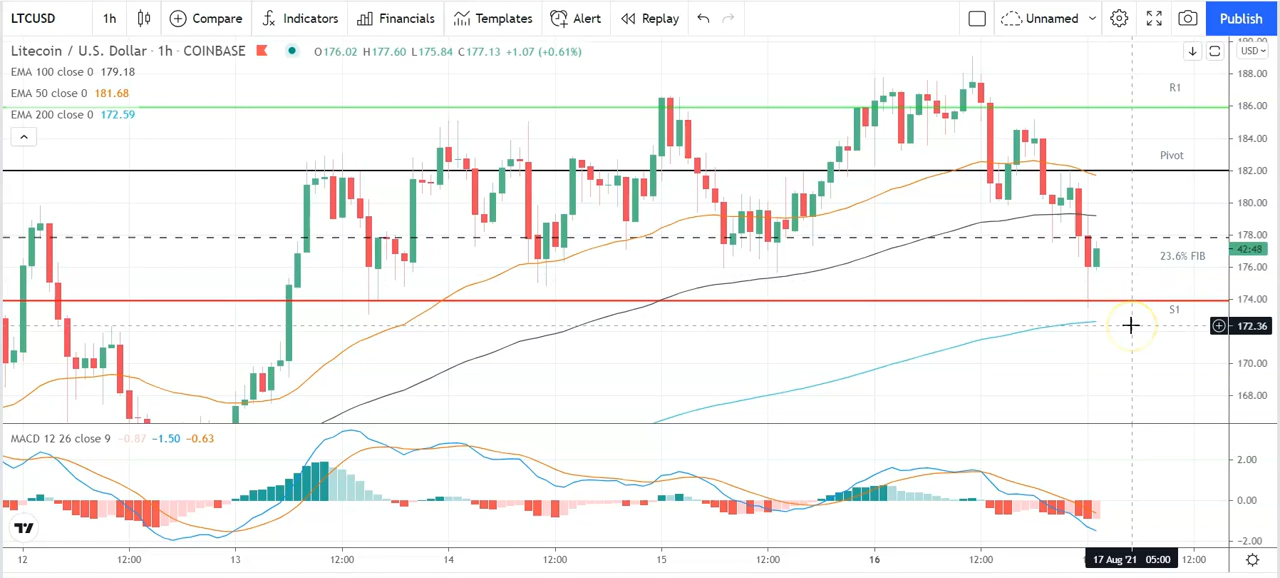 LTCUSD 1h Compare Indicators Financials Templates Alert Replay Unnamed Publish
Litecoin / U.S. Dollar · 1h · COINBASE O176.02 H177.60 L175.84 C177.13 +1.07 (+0.61%)
USD
EMA 100 close 0 179.18
188.00
R1
EMA 50 close 0 181.68
186.00
EMA 200 close 0 172.59
184.00
Pivot
182.00
180.00
178.00
42:48
23.6% FIB
176.00
174.00
S1
172.36
170.00
168.00
MACD 12 26 close 9 −0.87 −1.50 −0.63
2.00
0.00
−2.00
12 12:00 13 12:00 14 12:00 15 12:00 16 12:00 17 Aug '21 05:00 12:00